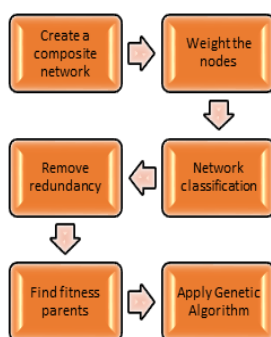 Create a
composite
network
Weight the
nodes
Network
classification
Remove
redundancy
Find fitness
parents
Apply Genetic
Algorithm